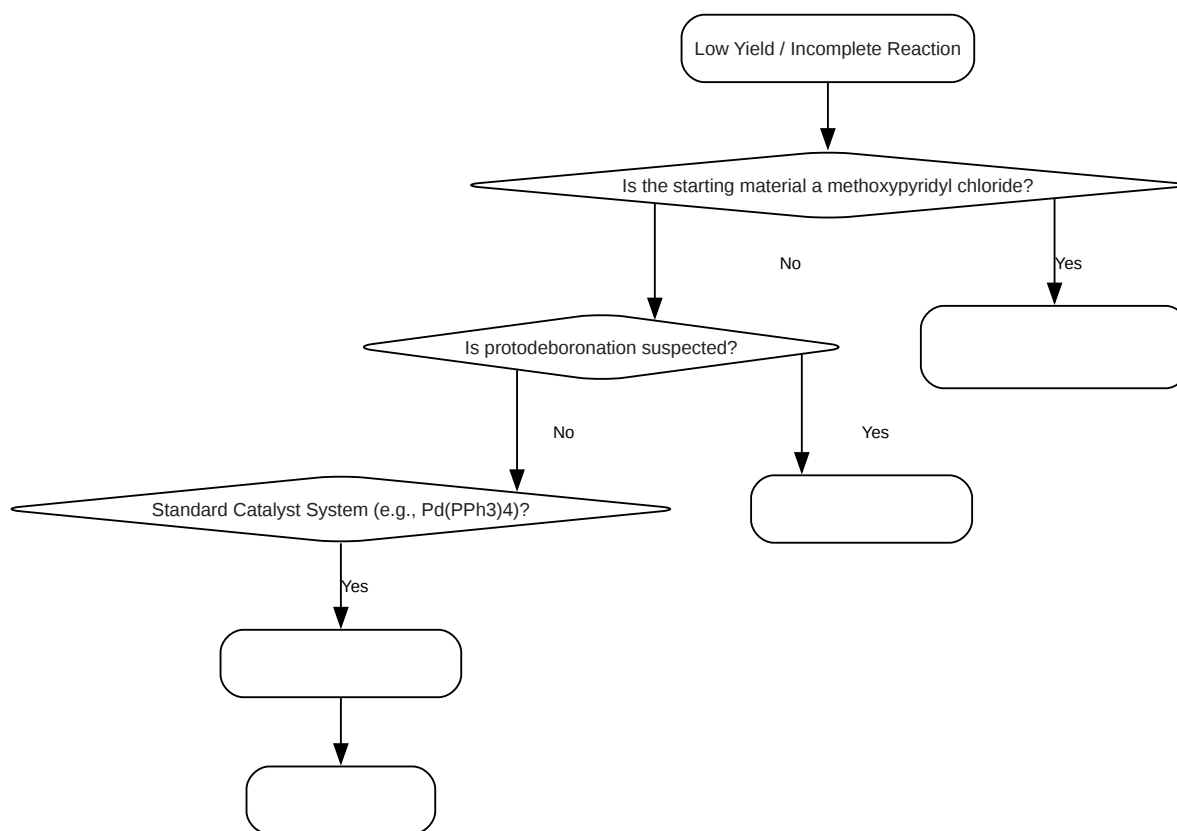 Low Yield / Incomplete Reaction
Is the starting material a methoxypyridyl chloride?
No
Yes
Is protodeboronation suspected?
No
Yes
Standard Catalyst System (e.g., Pd(PPh3)4)?
Yes